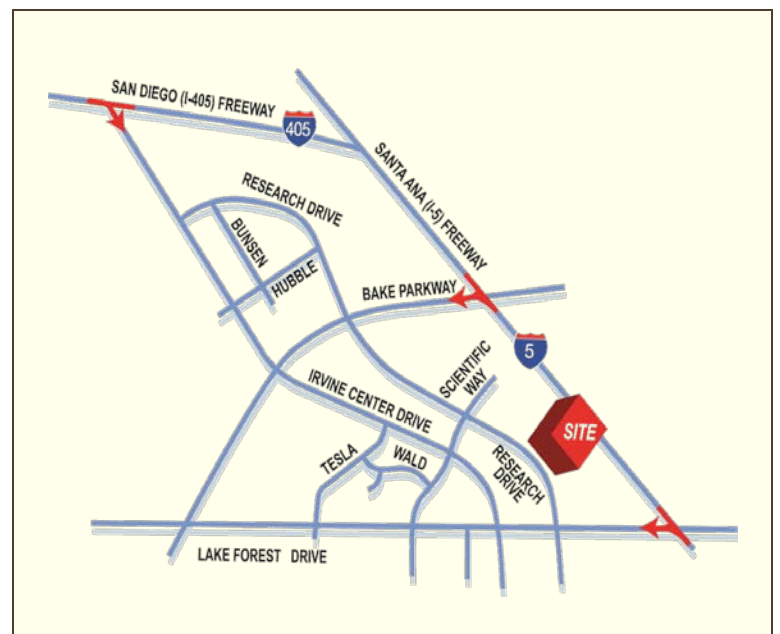 SAN DIEGO (I-405) FREEWAY
405
SANTA ANA (I-5) FREEWAY
RESEARCH DRIVE
BUNSEN
HUBBLE
BAKE PARKWAY
5
SCIENTIFIC
WAY
IRVINE CENTER DRIVE
SITE
TESLA
WALD
RESEARCH
DRIVE
LAKE FOREST DRIVE